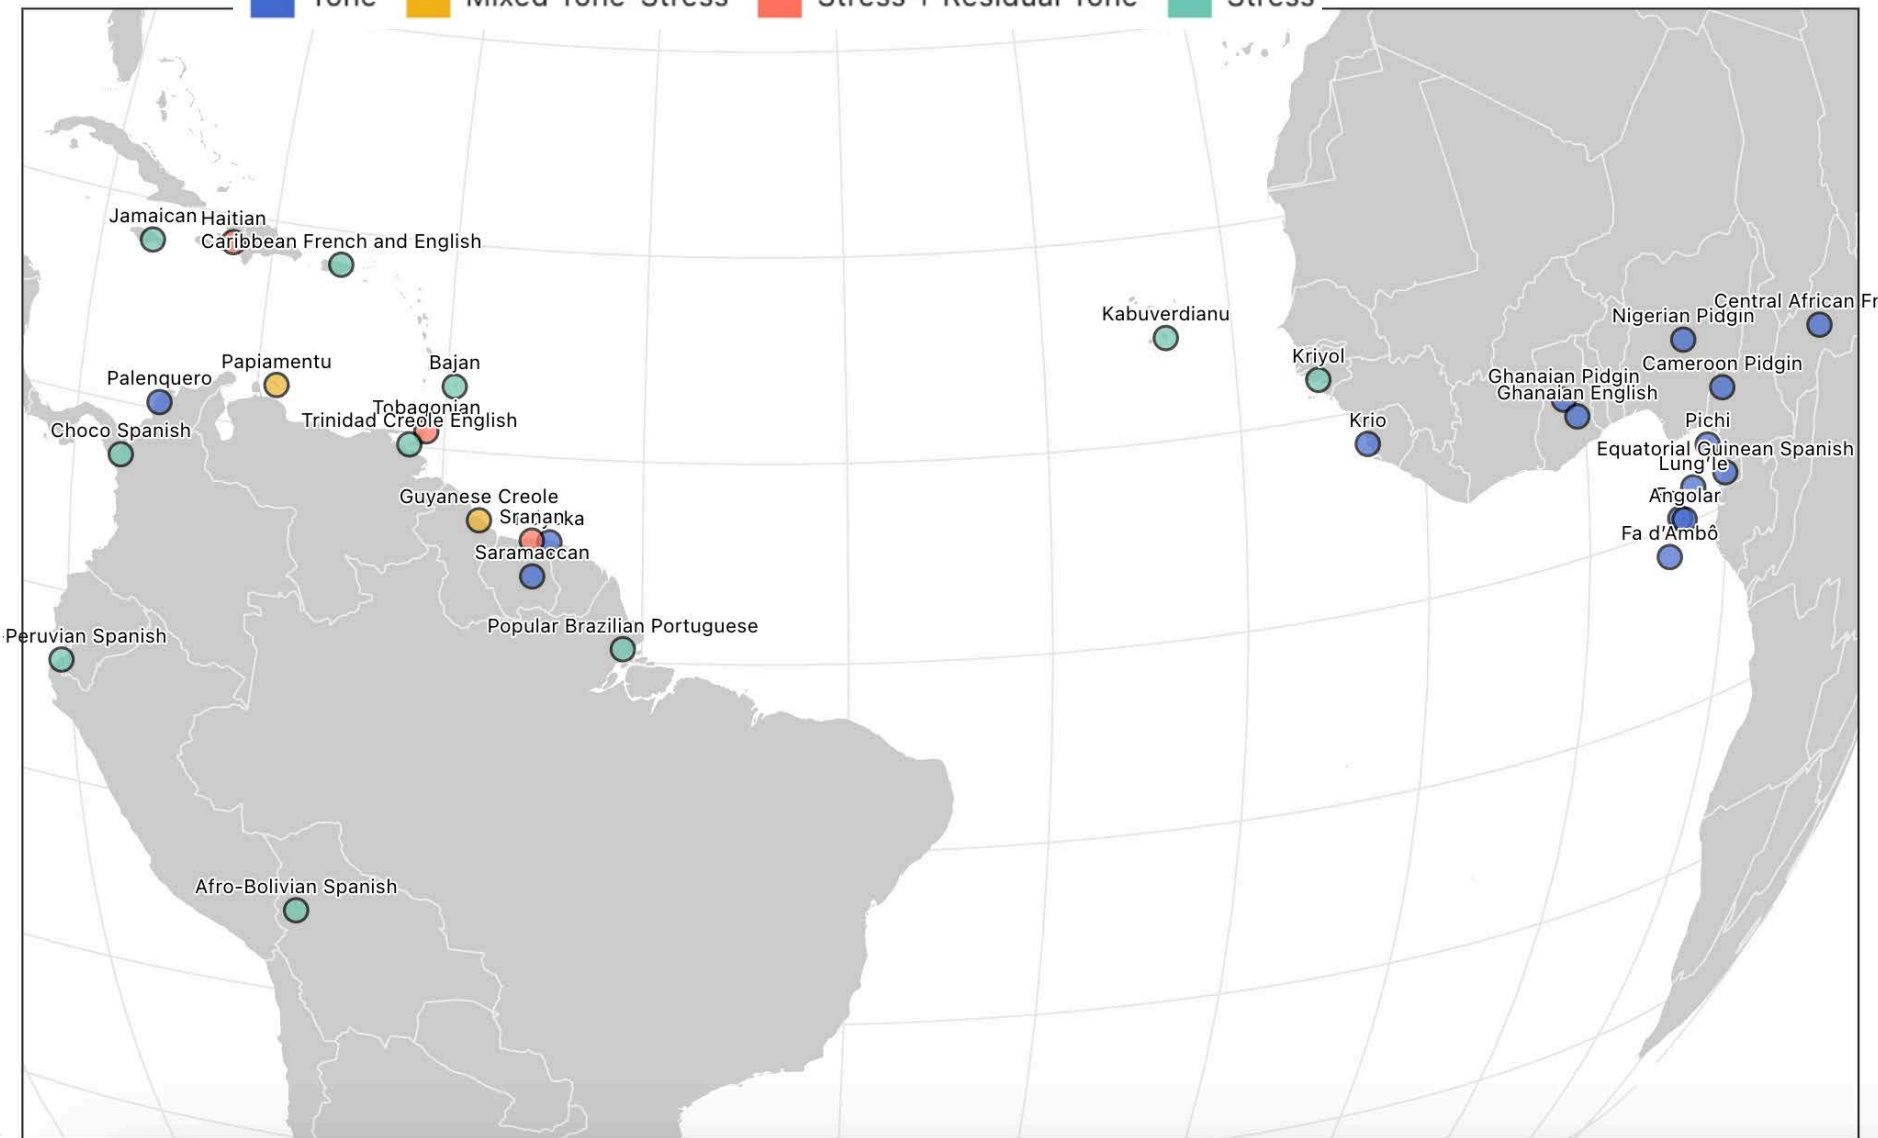 Tone Mixed Tone-Stress Stress + Residual Tone Stress
Jamaican
Haitian
Caribbean French and English
Kabuverdianu
Central African Fr
Nigerian Pidgin
Kriyol
Papiamentu
Bajan
Cameroon Pidgin
Palenquero
Ghanaian Pidgin
Ghanaian English
Tobagonian
Trinidad Creole English
Krio
Pichi
Choco Spanish
Equatorial Guinean Spanish
Lung'Ie
Guyanese Creole
Angolar
Sranan
Fa d’Ambô
Saramaccan
Popular Brazilian Portuguese
Peruvian Spanish
Afro-Bolivian Spanish